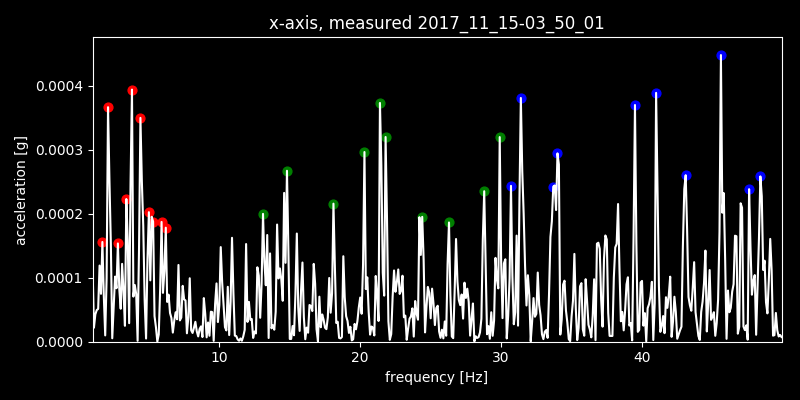 x-axis, measured 2017_11_15-03_50_01
acceleration [g]
0.0004
0.0003
0.0002
0.0001
0.0000
10 20 30 40
frequency [Hz]